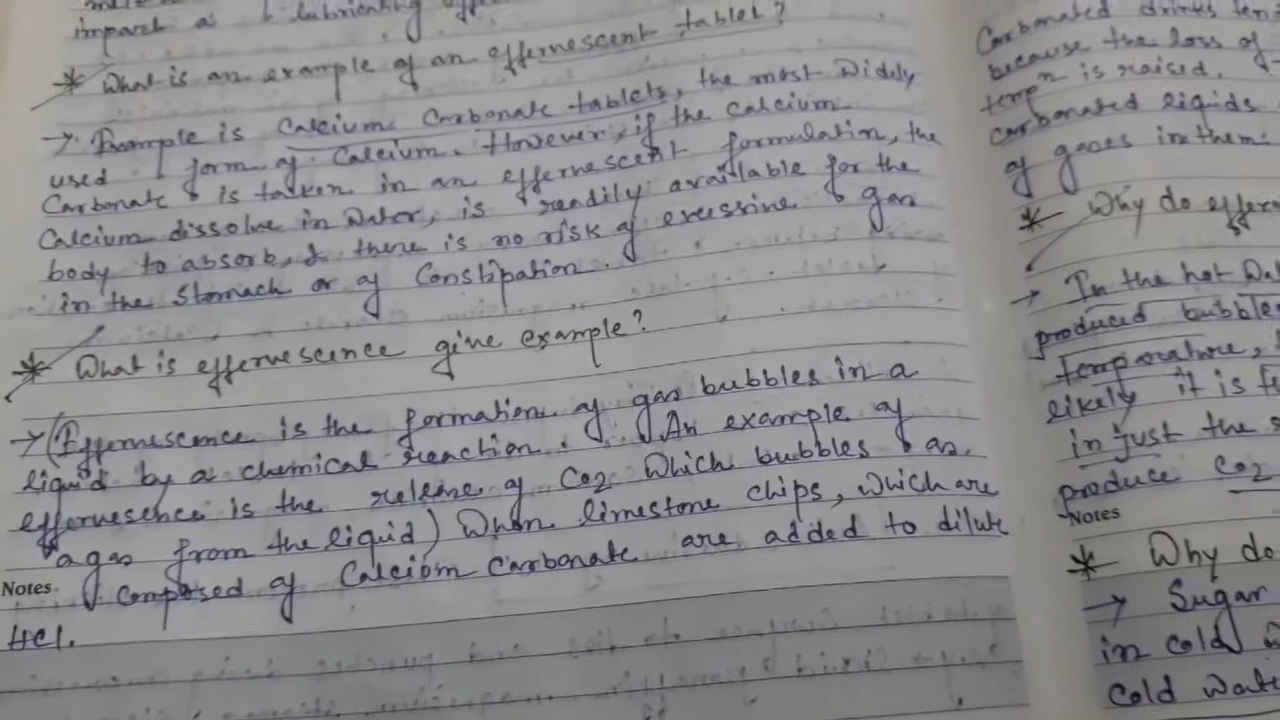 impart a lubricating
* What is an example of an effervescent tablet?
→ Example is Calcium Carbonate tablets, the most widely
used form of Calcium. However, if the Calcium
Carbonate is taken in an effervescent formulation, the
Calcium dissolve in Water, is readily available for the
body to absorb, & there is no risk of excessive gas
in the Stomach or of Constipation.
* What is effervescence give example?
→ (Effervescence is the formation of gas bubbles in a
liquid by a chemical reaction. An example of
effervesence is the release of CO2 which bubbles as
a gas from the liquid) When limestone chips, which are
Notes
composed of Calcium Carbonate are added to dilute
HCl.
Carbonated drinks
because the loss of
temp is raised.
Carbonated liquids
of gases in them.
* Why do
→ In the hot
produced
temperature,
likely it is
in just the
produce CO2
Notes
* Why do
→ Sugar
in cold
cold